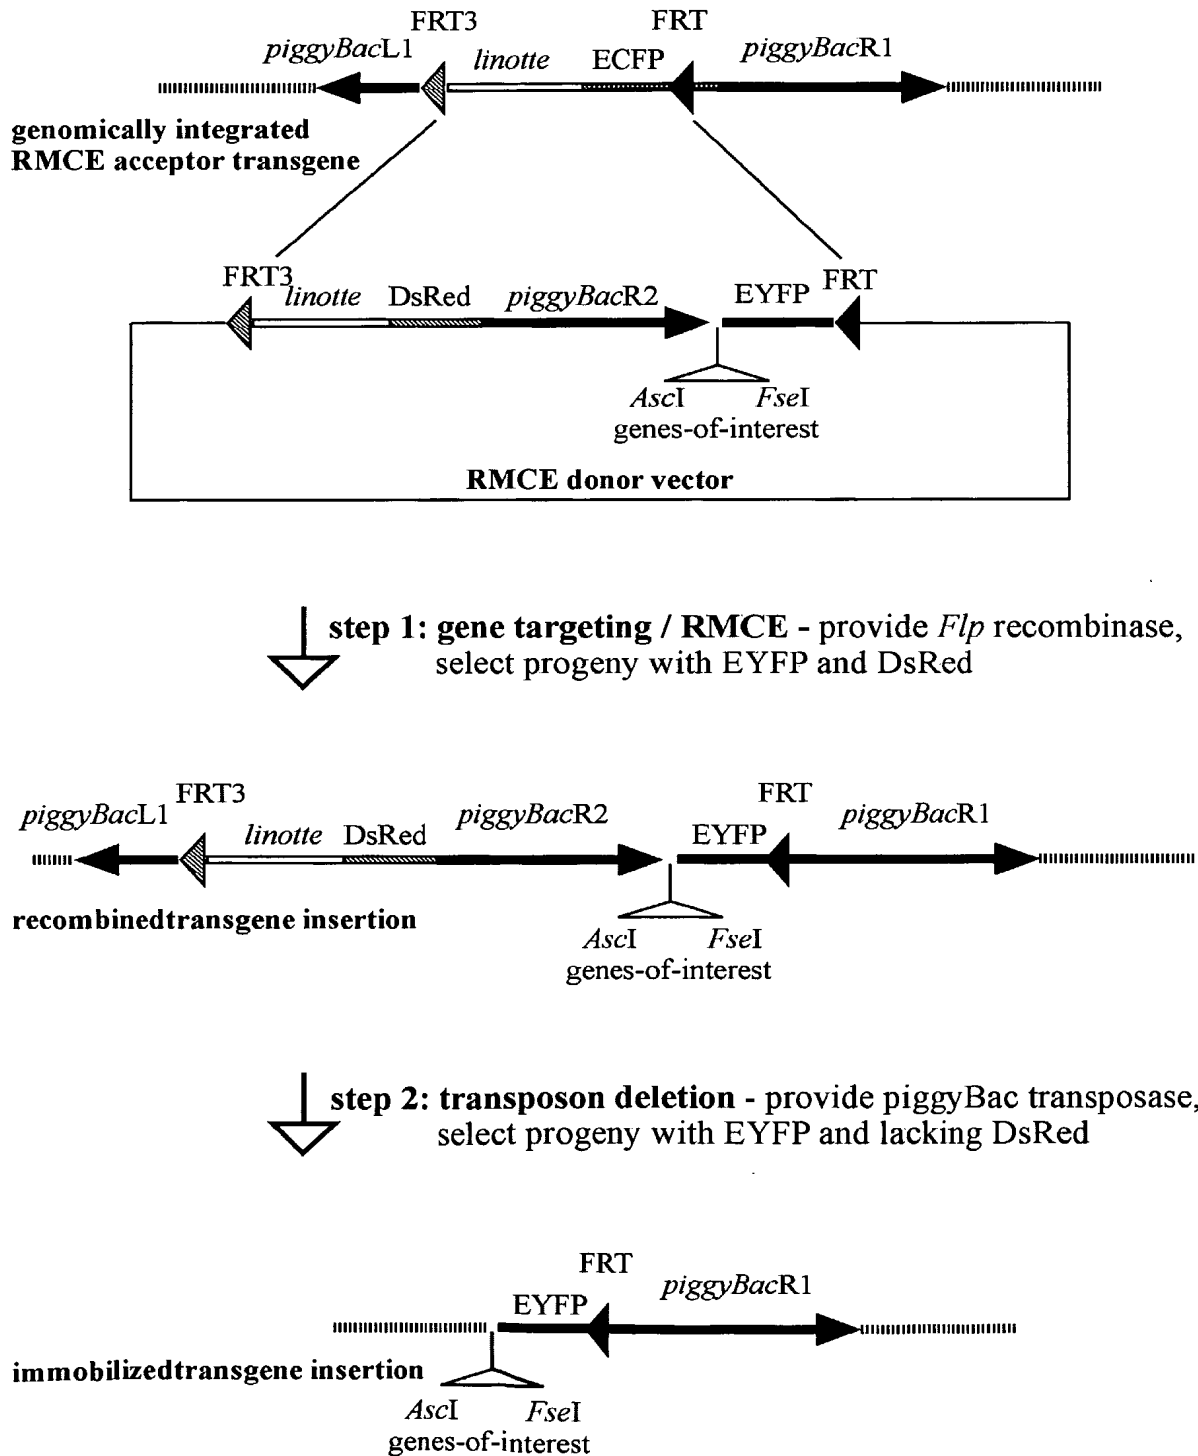 FRT3 FRT
piggyBacL1 linotte ECFP piggyBacR1
genomically integrated
RMCE acceptor transgene
FRT3 linotte DsRed piggyBacR2 EYFP FRT
AscI FseI
genes-of-interest
RMCE donor vector
step 1: gene targeting / RMCE - provide Flp recombinase,
select progeny with EYFP and DsRed
piggyBacL1 FRT3 linotte DsRed piggyBacR2 EYFP FRT piggyBacR1
recombinedtransgene insertion
AscI FseI
genes-of-interest
step 2: transposon deletion - provide piggyBac transposase,
select progeny with EYFP and lacking DsRed
FRT
EYFP piggyBacR1
immobilizedtransgene insertion
AscI FseI
genes-of-interest